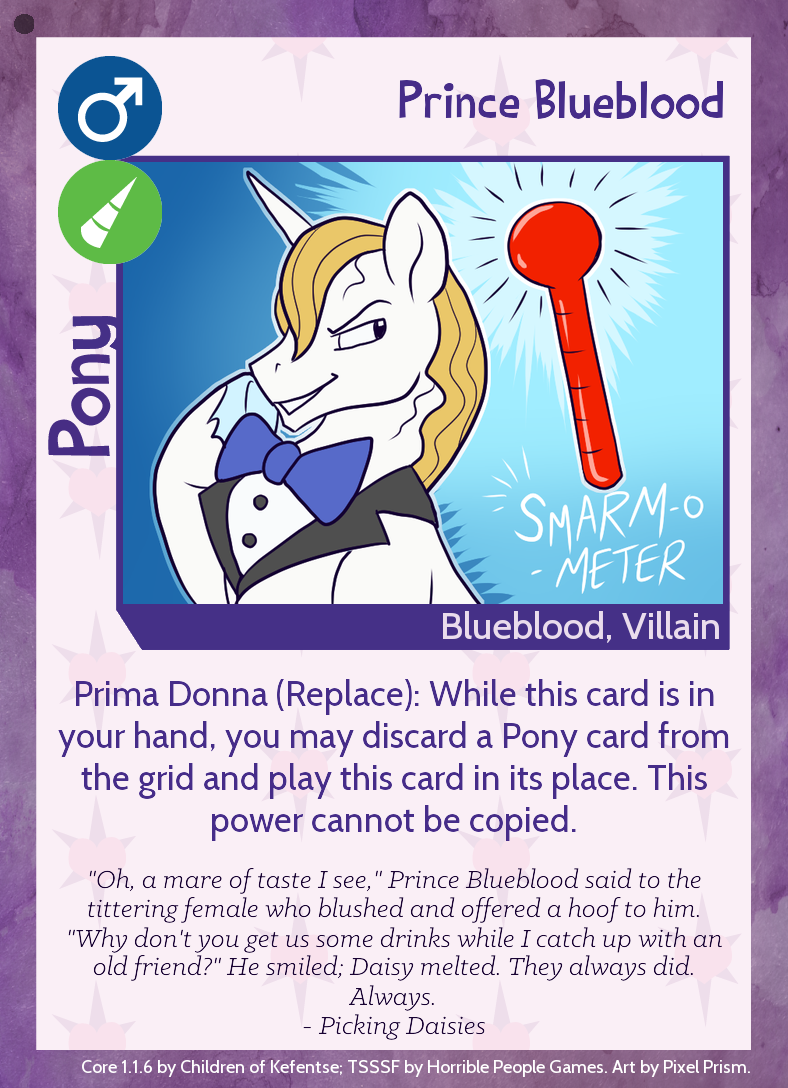 Prince Blueblood
Pony
SMARM-O
-METER
Blueblood, Villain
Prima Donna (Replace): While this card is in
your hand, you may discard a Pony card from
the grid and play this card in its place. This
power cannot be copied.
"Oh, a mare of taste I see," Prince Blueblood said to the
tittering female who blushed and offered a hoof to him.
"Why don't you get us some drinks while I catch up with an
old friend?" He smiled; Daisy melted. They always did.
Always.
- Picking Daisies
Core 1.1.6 by Children of Kefentse; TSSSF by Horrible People Games. Art by Pixel Prism.